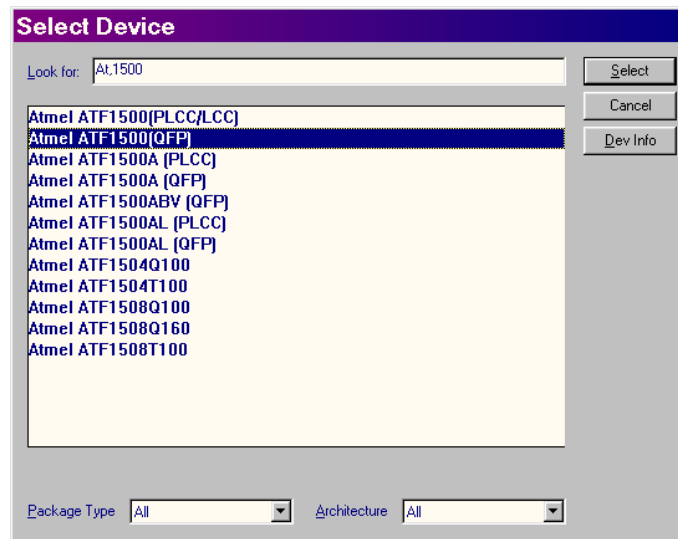 Select Device
Look for: At,1500
Select
Cancel
Dev Info
Atmel ATF1500(PLCC/LCC)
Atmel ATF1500(QFP)
Atmel ATF1500A (PLCC)
Atmel ATF1500A (QFP)
Atmel ATF1500ABV (QFP)
Atmel ATF1500AL (PLCC)
Atmel ATF1500AL (QFP)
Atmel ATF1504Q100
Atmel ATF1504T100
Atmel ATF1508Q100
Atmel ATF1508Q160
Atmel ATF1508T100
Package Type All Architecture All